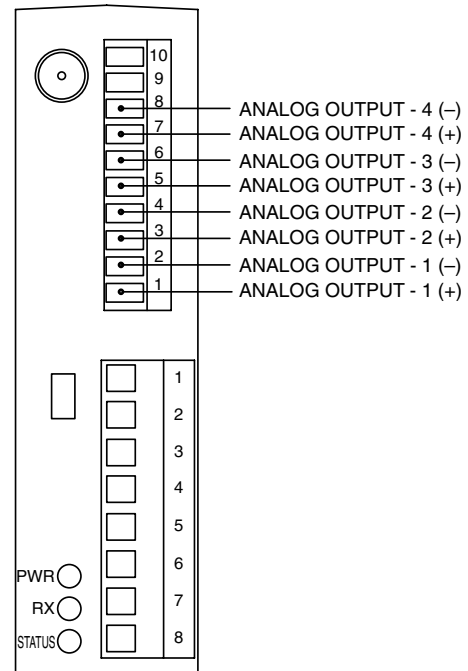 10
9
8 ANALOG OUTPUT - 4 (–)
7 ANALOG OUTPUT - 4 (+)
6 ANALOG OUTPUT - 3 (–)
5 ANALOG OUTPUT - 3 (+)
4 ANALOG OUTPUT - 2 (–)
3 ANALOG OUTPUT - 2 (+)
2 ANALOG OUTPUT - 1 (–)
1 ANALOG OUTPUT - 1 (+)
1
2
3
4
5
6
PWR
7
RX
8
STATUS